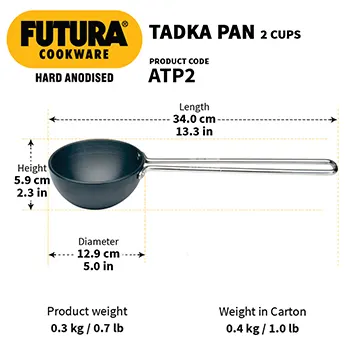 FUTURA®
COOKWARE
HARD ANODISED
TADKA PAN 2 CUPS
PRODUCT CODE
ATP2
Length
34.0 cm
13.3 in
Height
5.9 cm
2.3 in
Diameter
12.9 cm
5.0 in
Product weight
0.3 kg / 0.7 lb
Weight in Carton
0.4 kg / 1.0 lb